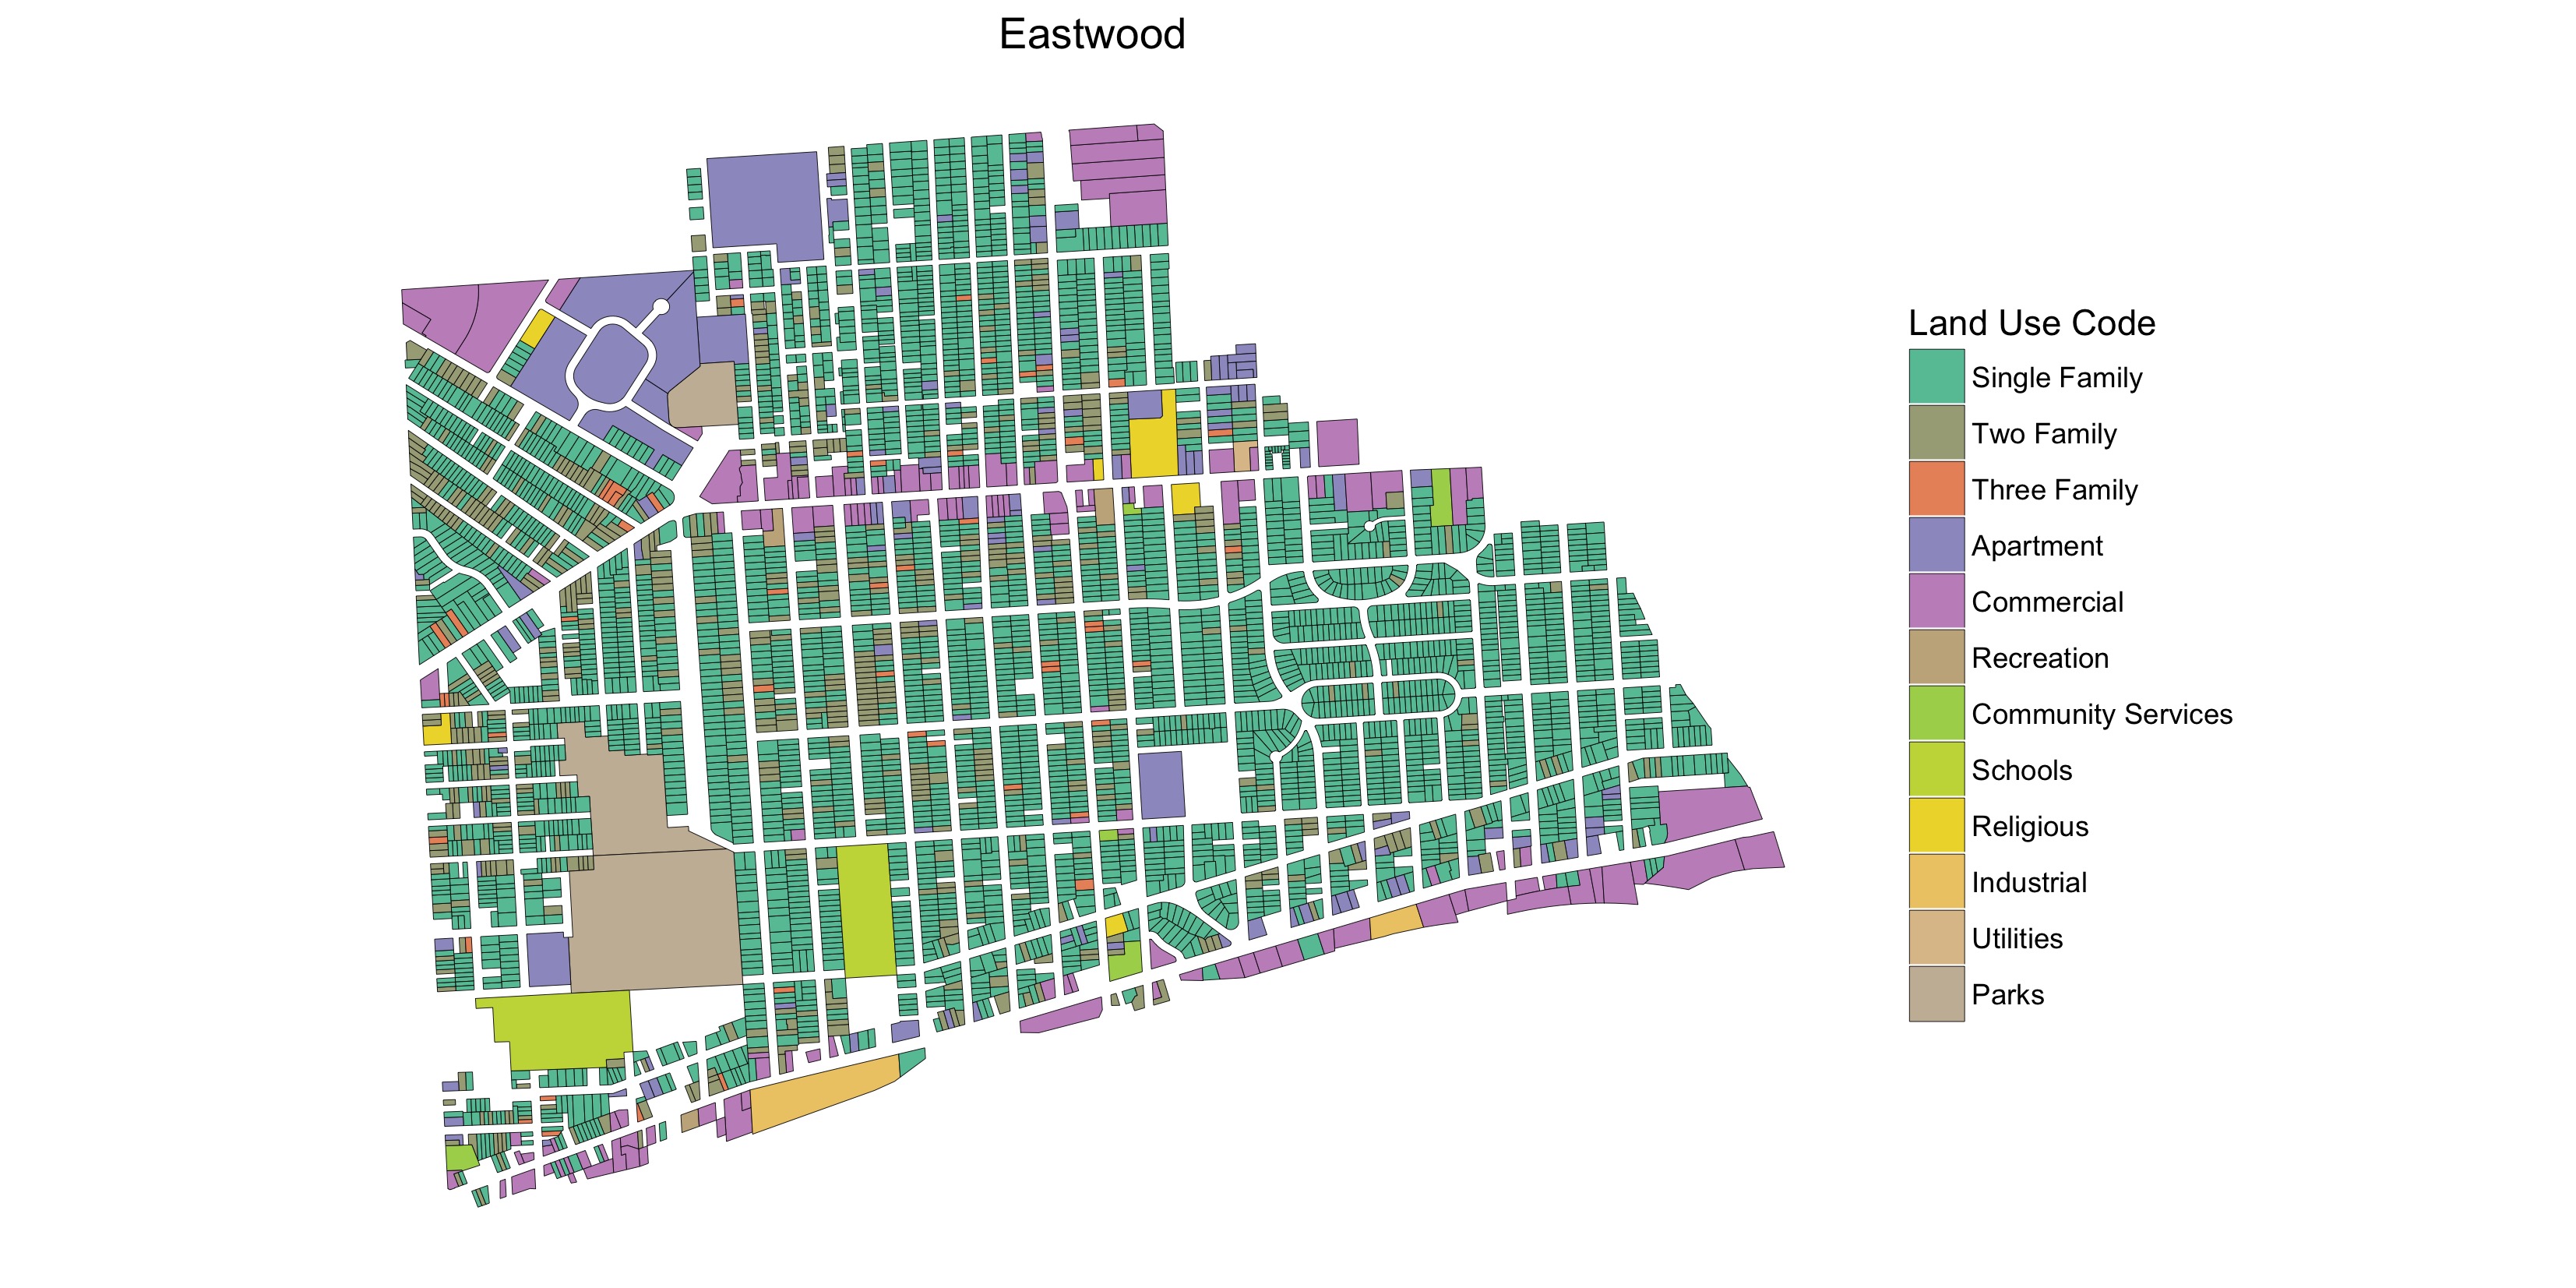 Eastwood
Land Use Code
Single Family
Two Family
Three Family
Apartment
Commercial
Recreation
Community Services
Schools
Religious
Industrial
Utilities
Parks